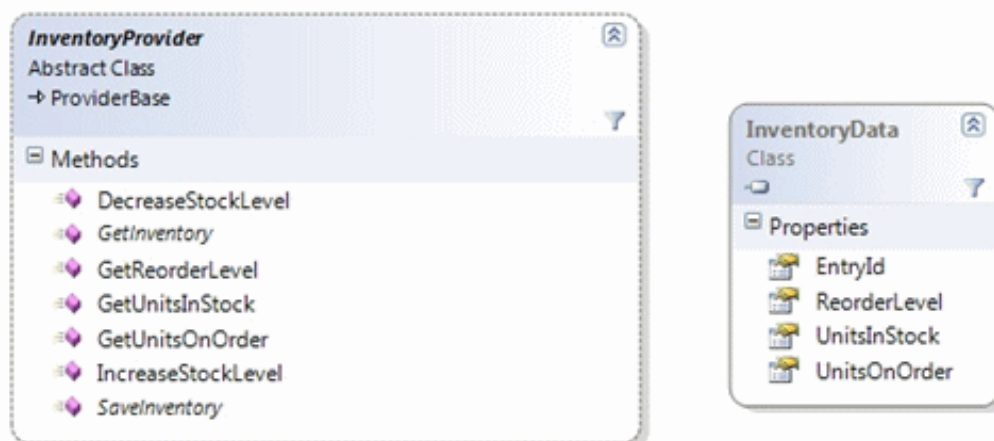 InventoryProvider
Abstract Class
ProviderBase
Methods
DecreaseStockLevel
GetInventory
GetReorderLevel
GetUnitsInStock
GetUnitsOnOrder
IncreaseStockLevel
SaveInventory
InventoryData
Class
Properties
EntryId
ReorderLevel
UnitsInStock
UnitsOnOrder